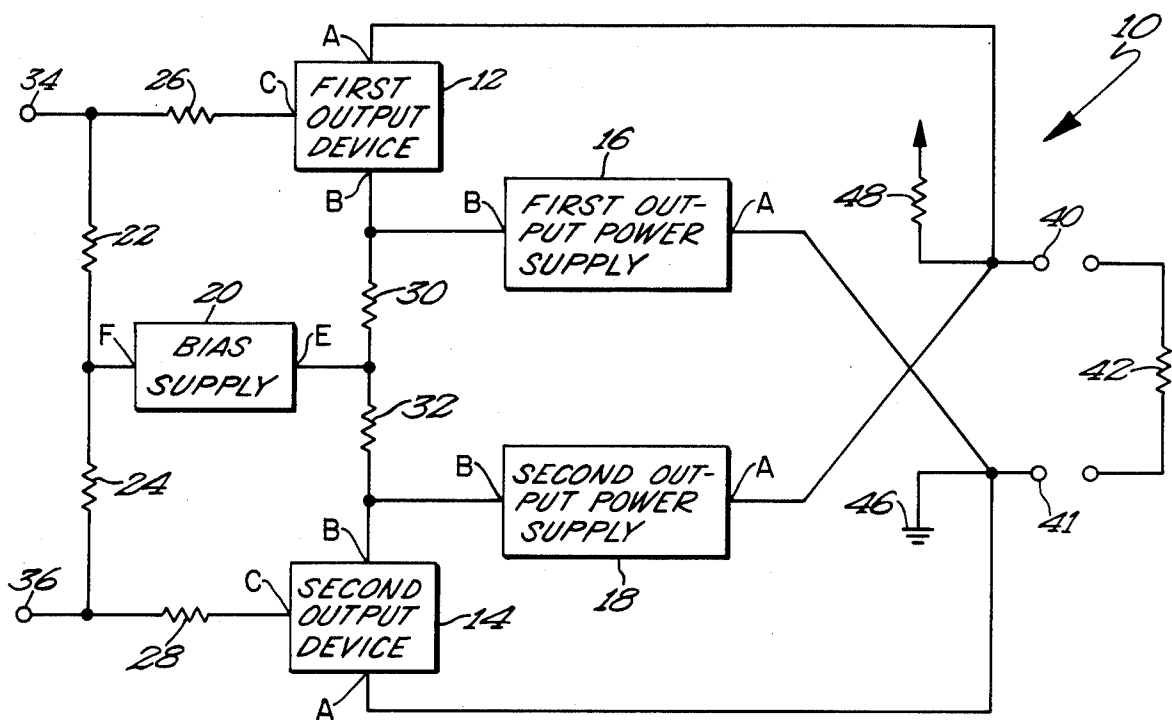 10
A
34
26
C
FIRST
OUTPUT
DEVICE
12
B
16
B
FIRST OUT-
PUT POWER
SUPPLY
A
48
40
22
20
30
F
BIAS
SUPPLY
E
42
32
24
B
SECOND OUT-
PUT POWER
SUPPLY
A
46
41
B
18
36
C
SECOND
OUTPUT
DEVICE
14
28
A